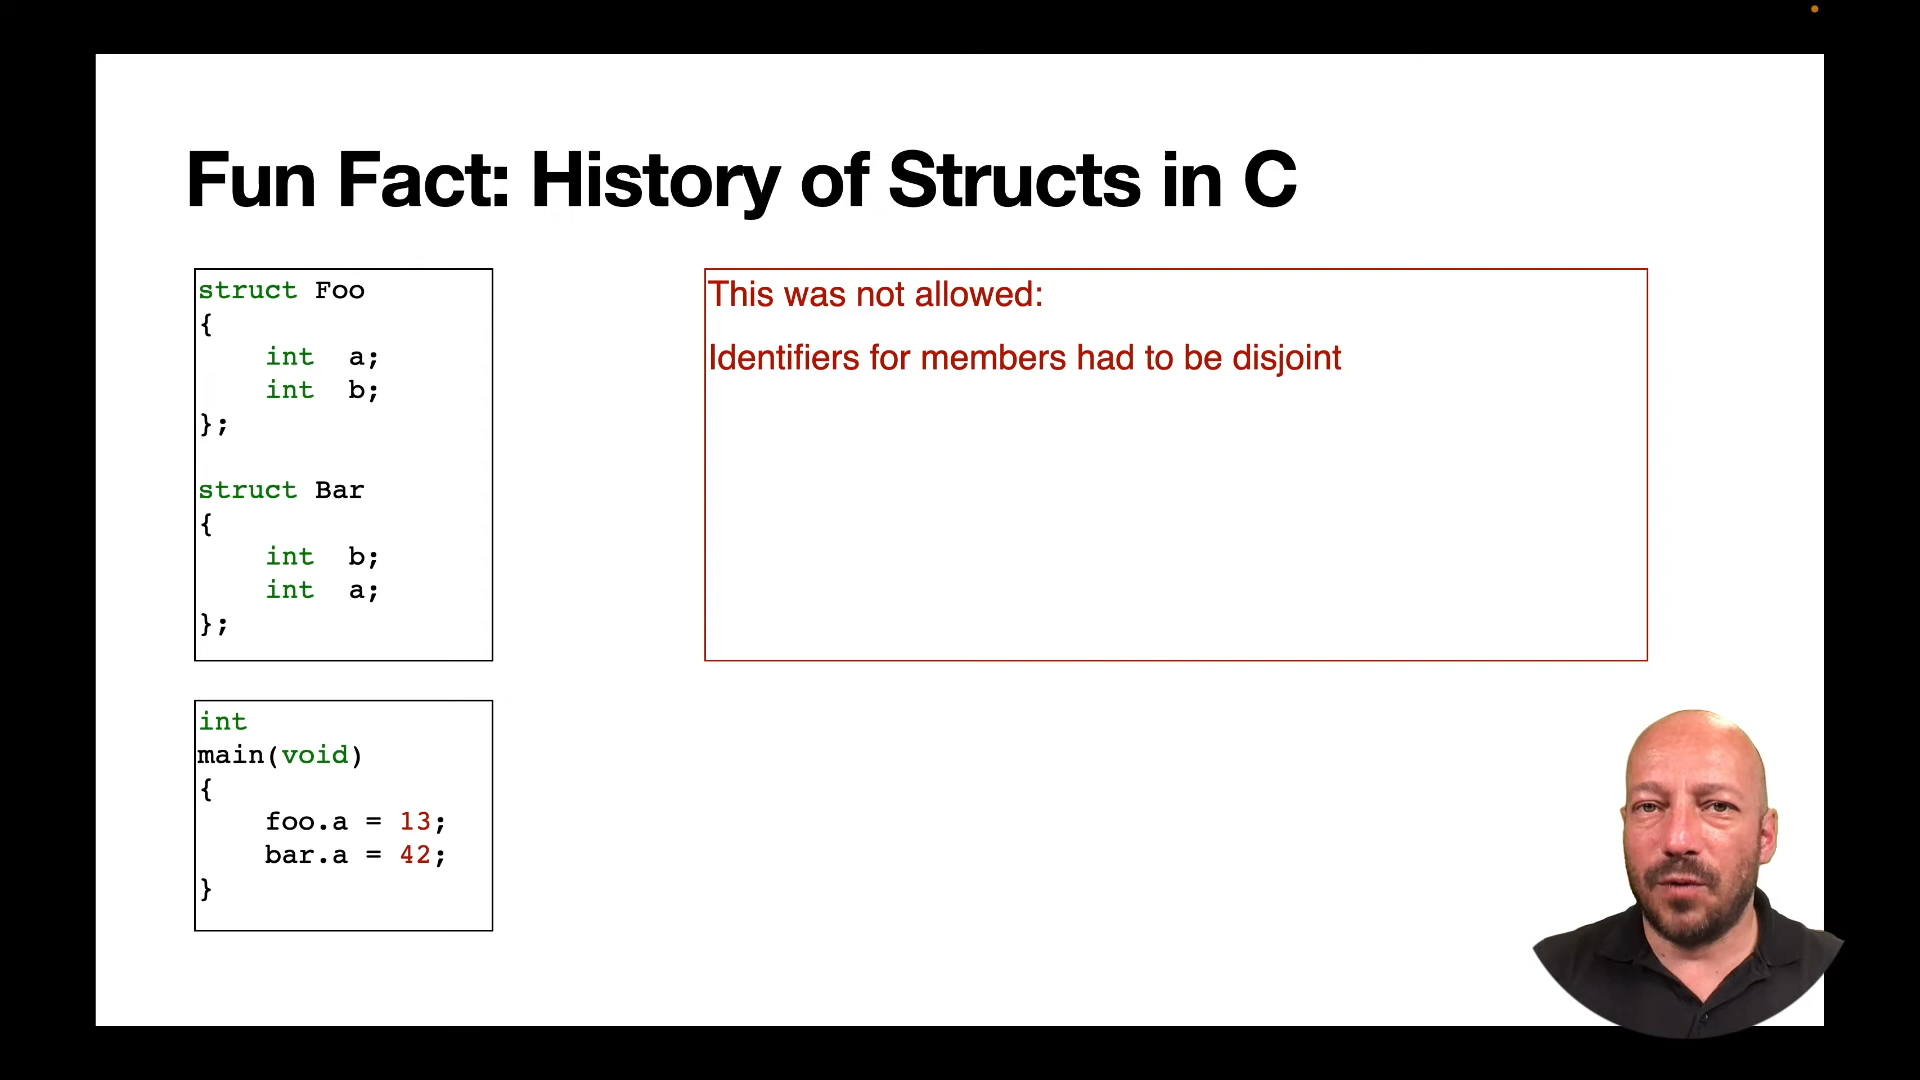 Fun Fact: History of Structs in C
struct Foo
{
    int  a;
    int  b;
};
struct Bar
{
    int  b;
    int  a;
};
This was not allowed:
Identifiers for members had to be disjoint
int
main(void)
{
    foo.a = 13;
    bar.a = 42;
}